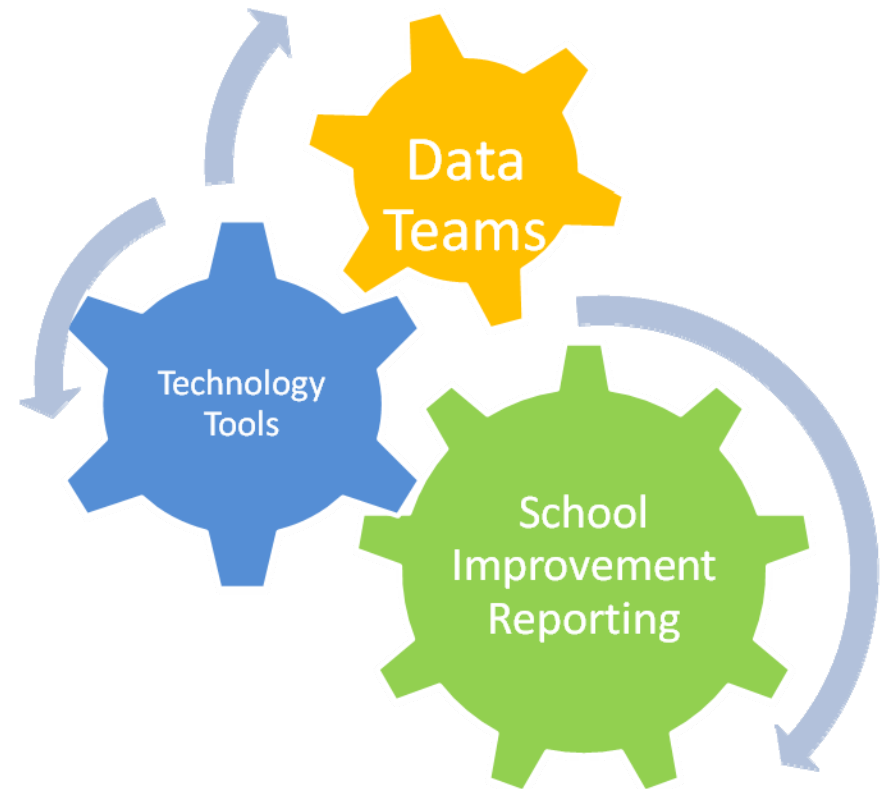 Data
Teams
Technology
Tools
School
Improvement
Reporting